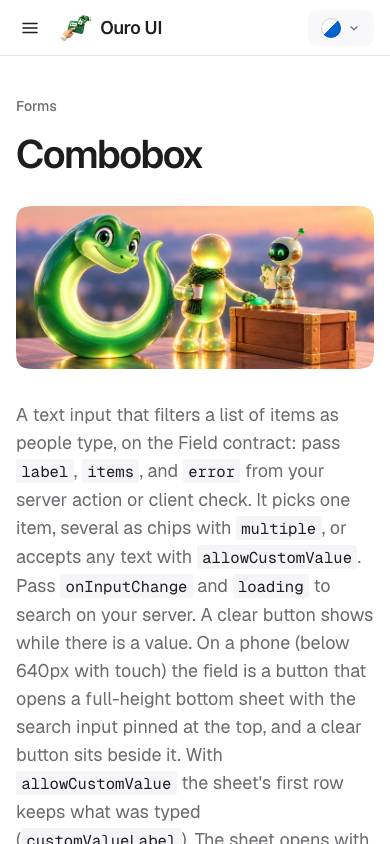 Ouro UI
Forms
Combobox
A text input that filters a list of items as
people type, on the Field contract: pass
label, items, and error from your
server action or client check. It picks one
item, several as chips with multiple, or
accepts any text with allowCustomValue.
Pass onInputChange and loading to
search on your server. A clear button shows
while there is a value. On a phone (below
640px with touch) the field is a button that
opens a full-height bottom sheet with the
search input pinned at the top, and a clear
button sits beside it. With
allowCustomValue the sheet's first row
keeps what was typed
(customValueLabel). The sheet opens with